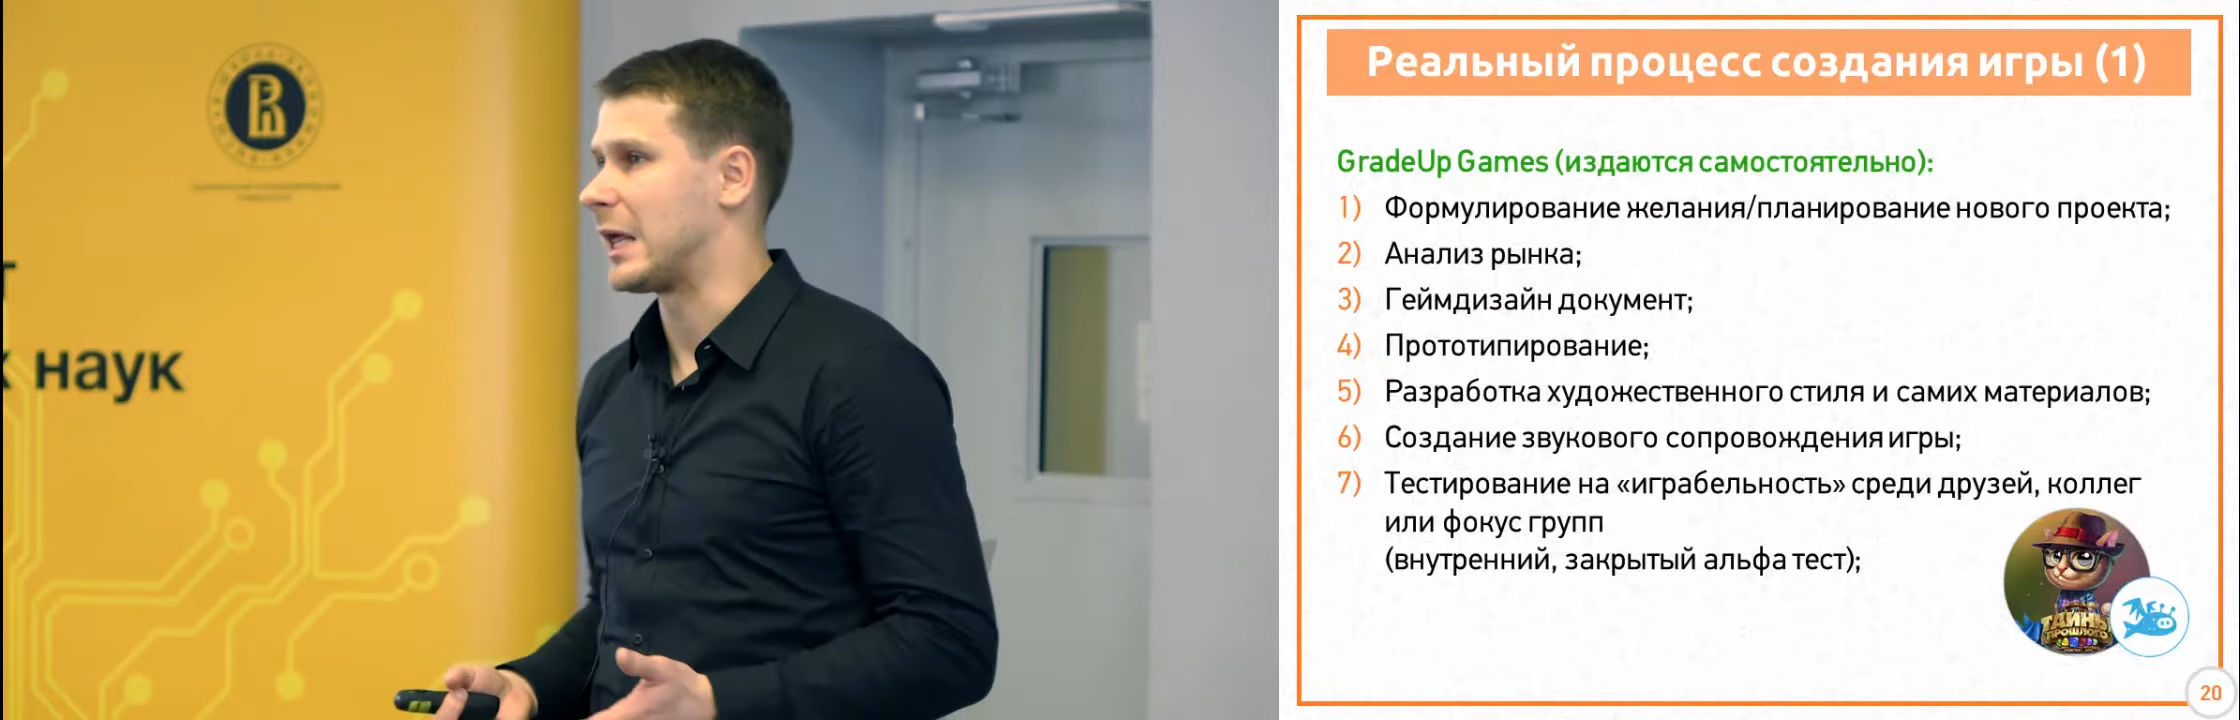 т
х наук
Реальный процесс создания игры (1)
GradeUp Games (издаются самостоятельно):
1) Формулирование желания/планирование нового проекта;
2) Анализ рынка;
3) Геймдизайн документ;
4) Прототипирование;
5) Разработка художественного стиля и самих материалов;
6) Создание звукового сопровождения игры;
7) Тестирование на «играбельность» среди друзей, коллег
или фокус групп
(внутренний, закрытый альфа тест);
ПРОШЛОГО
20